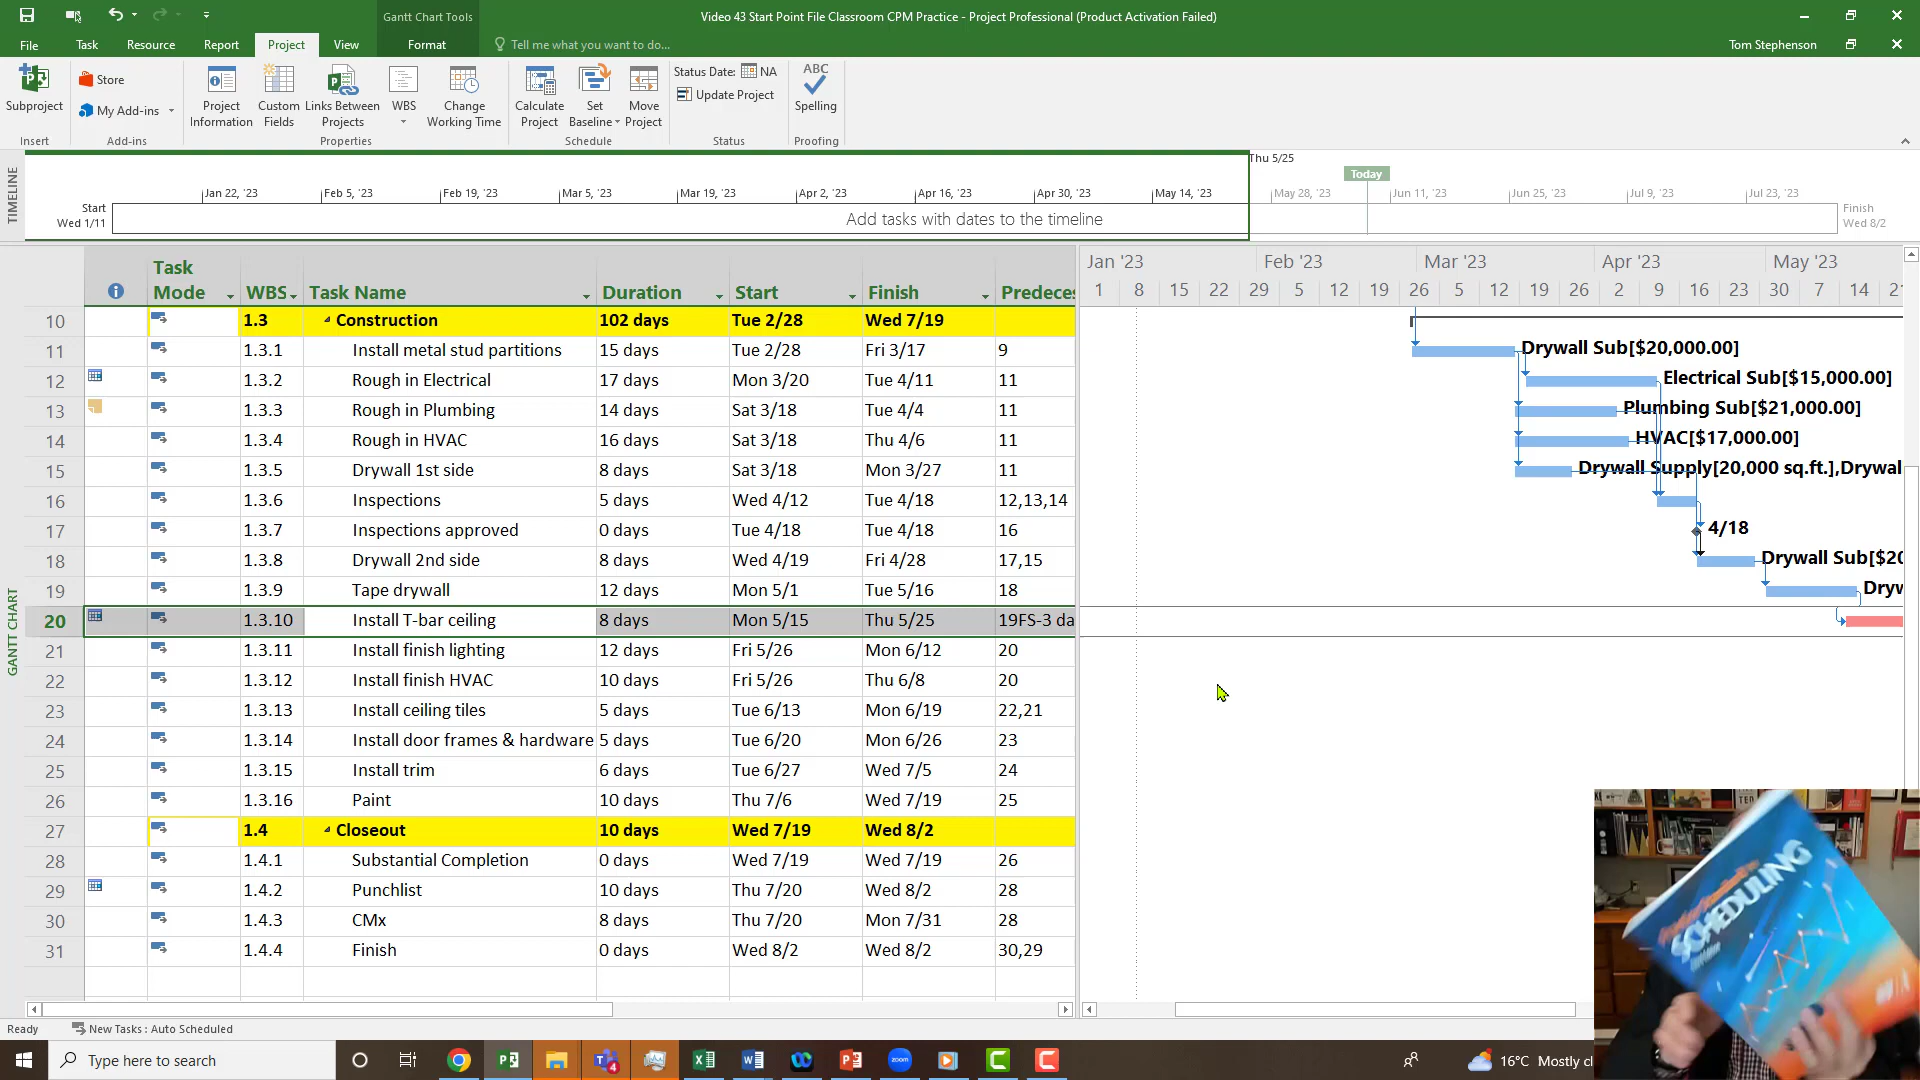 Gantt Chart Tools
Video 43 Start Point File Classroom CPM Practice - Project Professional (Product Activation Failed)
File Task Resource Report Project View Format Tell me what you want to do... Tom Stephenson
Subproject
Store
My Add-ins
Project Information
Custom Fields
Links Between Projects
WBS
Change Working Time
Calculate Project
Set Baseline
Move Project
Status Date: NA
Update Project
ABC
Spelling
Insert Add-ins Properties Schedule Status Proofing
TIMELINE
Thu 5/25
Today
Jan 22, '23 Feb 5, '23 Feb 19, '23 Mar 5, '23 Mar 19, '23 Apr 2, '23 Apr 16, '23 Apr 30, '23 May 14, '23 May 28, '23 Jun 11, '23 Jun 25, '23 Jul 9, '23 Jul 23, '23
Start
Wed 1/11
Add tasks with dates to the timeline
Finish
Wed 8/2
GANTT CHART
Task Mode WBS Task Name Duration Start Finish Predeces
Jan '23 Feb '23 Mar '23 Apr '23 May '23
1 8 15 22 29 5 12 19 26 5 12 19 26 2 9 16 23 30 7 14 21
10 1.3 Construction 102 days Tue 2/28 Wed 7/19
11 1.3.1 Install metal stud partitions 15 days Tue 2/28 Fri 3/17 9 Drywall Sub[$20,000.00]
12 1.3.2 Rough in Electrical 17 days Mon 3/20 Tue 4/11 11 Electrical Sub[$15,000.00]
13 1.3.3 Rough in Plumbing 14 days Sat 3/18 Tue 4/4 11 Plumbing Sub[$21,000.00]
14 1.3.4 Rough in HVAC 16 days Sat 3/18 Thu 4/6 11 HVAC[$17,000.00]
15 1.3.5 Drywall 1st side 8 days Sat 3/18 Mon 3/27 11 Drywall Supply[20,000 sq.ft.],Drywal
16 1.3.6 Inspections 5 days Wed 4/12 Tue 4/18 12,13,14
17 1.3.7 Inspections approved 0 days Tue 4/18 Tue 4/18 16 4/18
18 1.3.8 Drywall 2nd side 8 days Wed 4/19 Fri 4/28 17,15 Drywall Sub[$20
19 1.3.9 Tape drywall 12 days Mon 5/1 Tue 5/16 18 Dryw
20 1.3.10 Install T-bar ceiling 8 days Mon 5/15 Thu 5/25 19FS-3 da
21 1.3.11 Install finish lighting 12 days Fri 5/26 Mon 6/12 20
22 1.3.12 Install finish HVAC 10 days Fri 5/26 Thu 6/8 20
23 1.3.13 Install ceiling tiles 5 days Tue 6/13 Mon 6/19 22,21
24 1.3.14 Install door frames & hardware 5 days Tue 6/20 Mon 6/26 23
25 1.3.15 Install trim 6 days Tue 6/27 Wed 7/5 24
26 1.3.16 Paint 10 days Thu 7/6 Wed 7/19 25
27 1.4 Closeout 10 days Wed 7/19 Wed 8/2
28 1.4.1 Substantial Completion 0 days Wed 7/19 Wed 7/19 26
29 1.4.2 Punchlist 10 days Thu 7/20 Wed 8/2 28
30 1.4.3 CMx 8 days Thu 7/20 Mon 7/31 28
31 1.4.4 Finish 0 days Wed 8/2 Wed 8/2 30,29
SCHEDULING
Ready New Tasks : Auto Scheduled
Type here to search
4
zoom
16°C Mostly cl